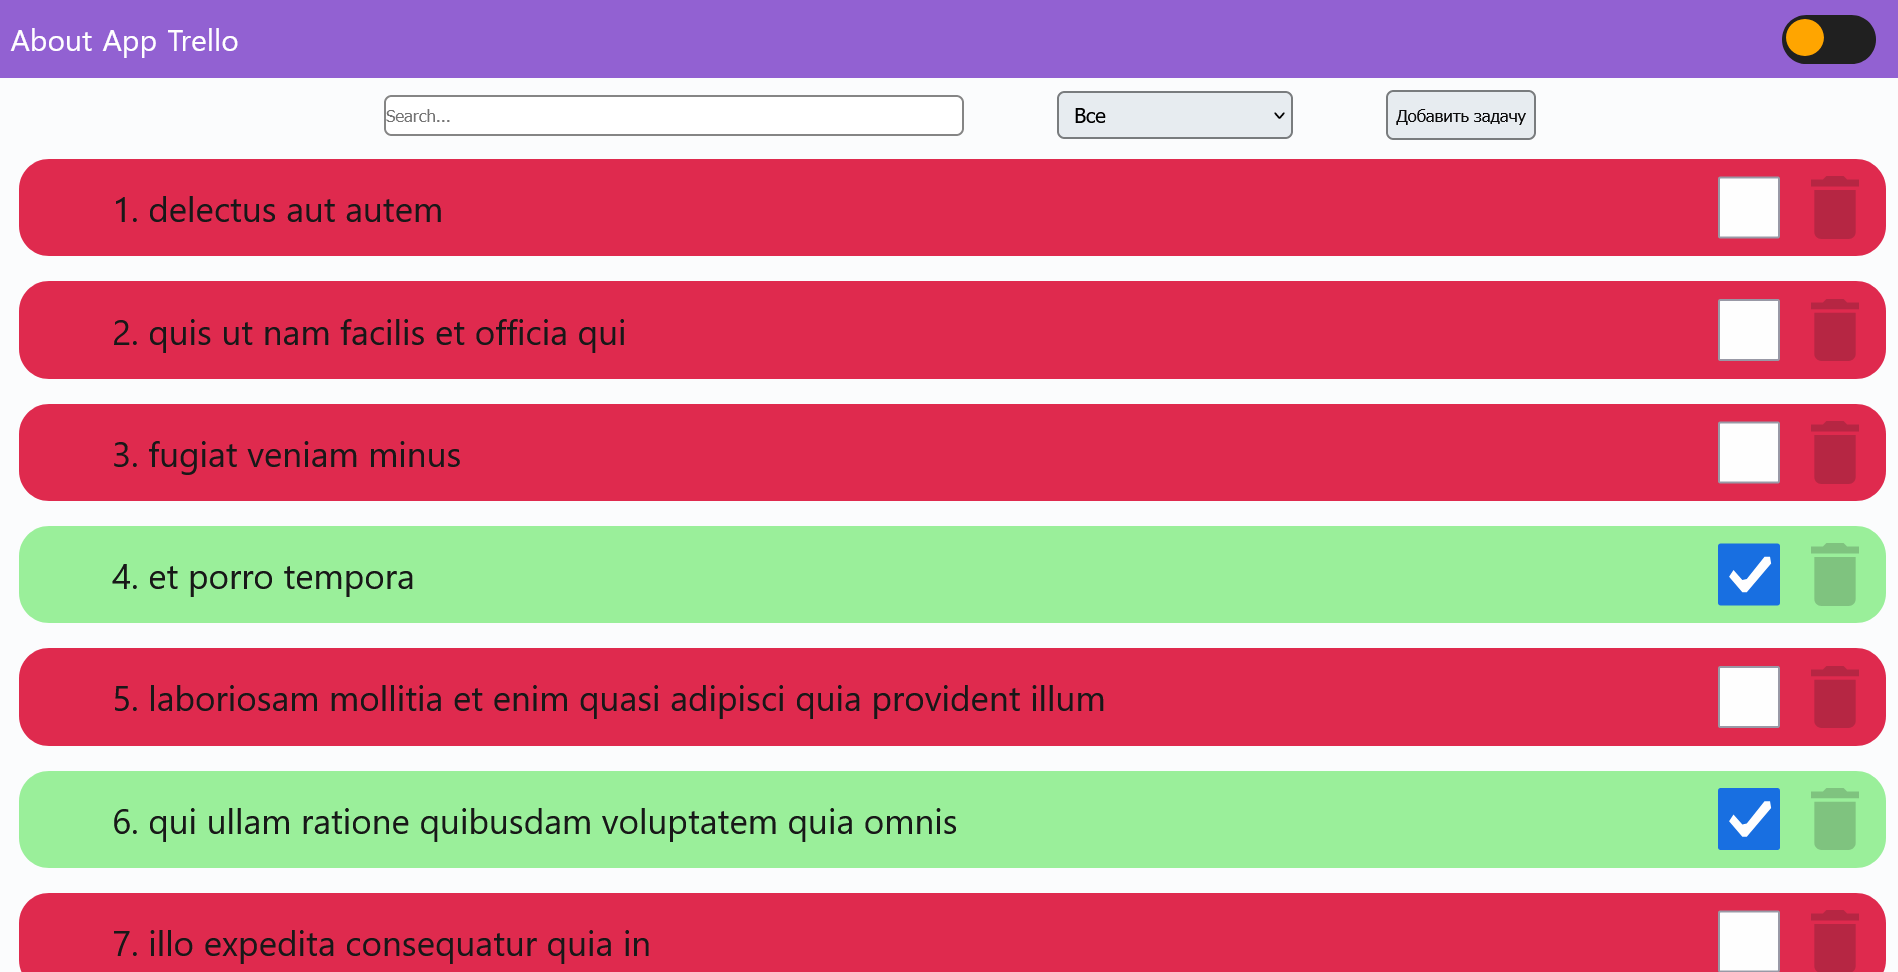 About App Trello
Search...
Все
Добавить задачу
1. delectus aut autem
2. quis ut nam facilis et officia qui
3. fugiat veniam minus
4. et porro tempora
5. laboriosam mollitia et enim quasi adipisci quia provident illum
6. qui ullam ratione quibusdam voluptatem quia omnis
7. illo expedita consequatur quia in